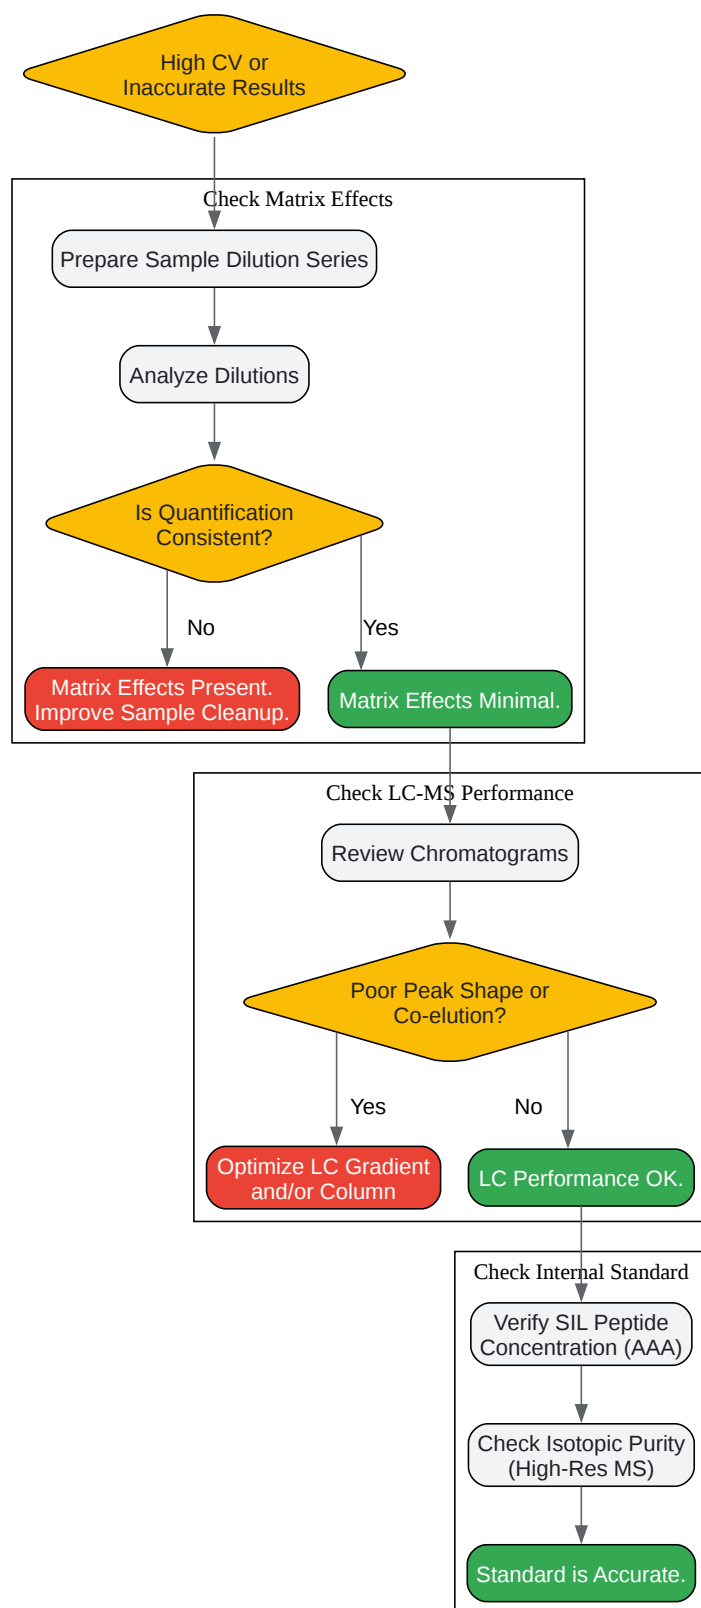 High CV or
Inaccurate Results
Check Matrix Effects
Prepare Sample Dilution Series
Analyze Dilutions
Is Quantification
Consistent?
No
Yes
Matrix Effects Present.
Improve Sample Cleanup.
Matrix Effects Minimal.
Check LC-MS Performance
Review Chromatograms
Poor Peak Shape or
Co-elution?
Yes
No
Optimize LC Gradient
and/or Column
LC Performance OK.
Check Internal Standard
Verify SIL Peptide
Concentration (AAA)
Check Isotopic Purity
(High-Res MS)
Standard is Accurate.